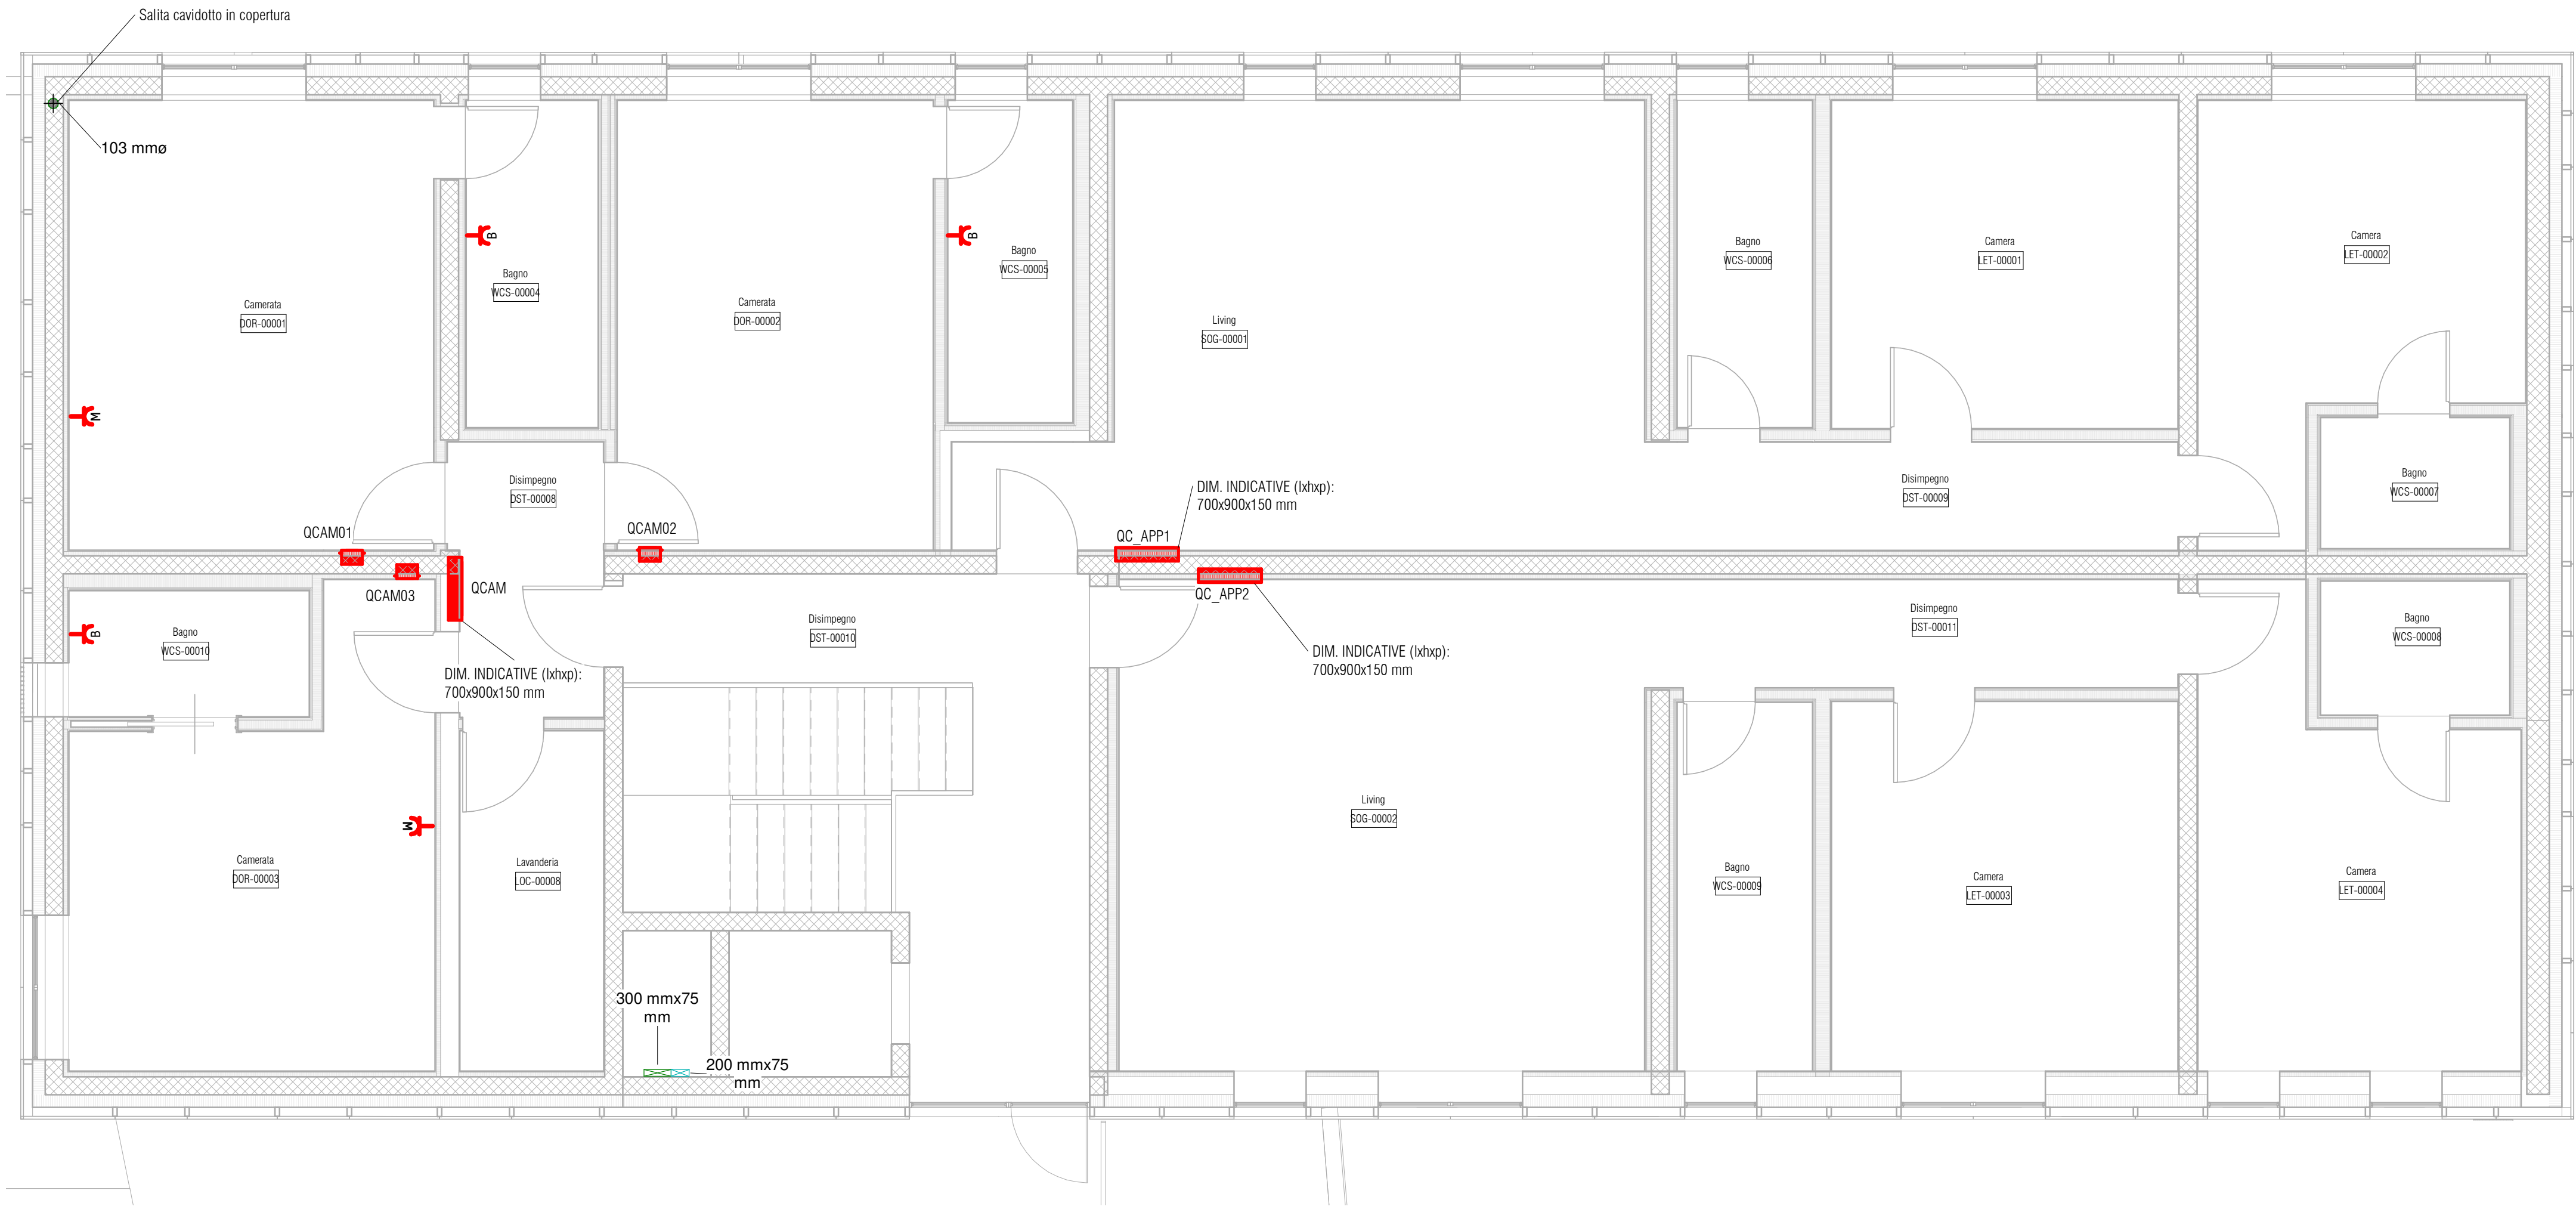 Salita cavidotto in copertura
103 mmø
B
B
Bagno
WCS-00004
Bagno
WCS-00005
Bagno
WCS-00006
Camera
LET-00001
Camera
LET-00002
Camerata
DOR-00001
Camerata
DOR-00002
Living
SOG-00001
M
Disimpegno
DST-00008
DIM. INDICATIVE (lxhxp):
700x900x150 mm
Disimpegno
DST-00009
Bagno
WCS-00007
QCAM01
QCAM02
QC_APP1
QCAM03
QCAM
QC_APP2
B
Bagno
WCS-00010
Disimpegno
DST-00010
Disimpegno
DST-00011
Bagno
WCS-00008
DIM. INDICATIVE (lxhxp):
700x900x150 mm
DIM. INDICATIVE (lxhxp):
700x900x150 mm
M
Living
SOG-00002
Camerata
DOR-00003
Lavanderia
LOC-00008
Bagno
WCS-00009
Camera
LET-00003
Camera
LET-00004
300 mmx75
mm
200 mmx75
mm